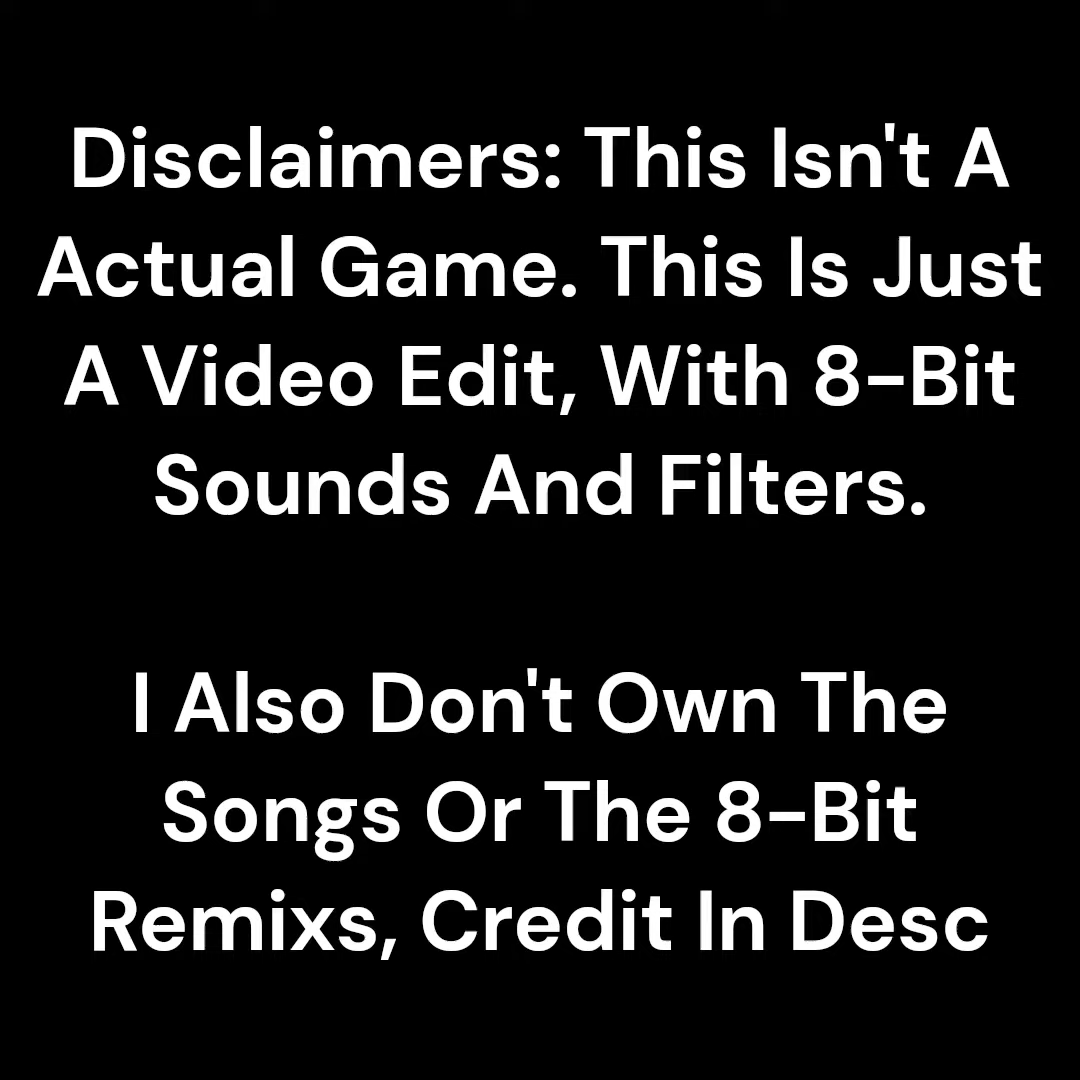 Disclaimers: This Isn't A
Actual Game. This Is Just
A Video Edit, With 8-Bit
Sounds And Filters.
I Also Don't Own The
Songs Or The 8-Bit
Remixs, Credit In Desc